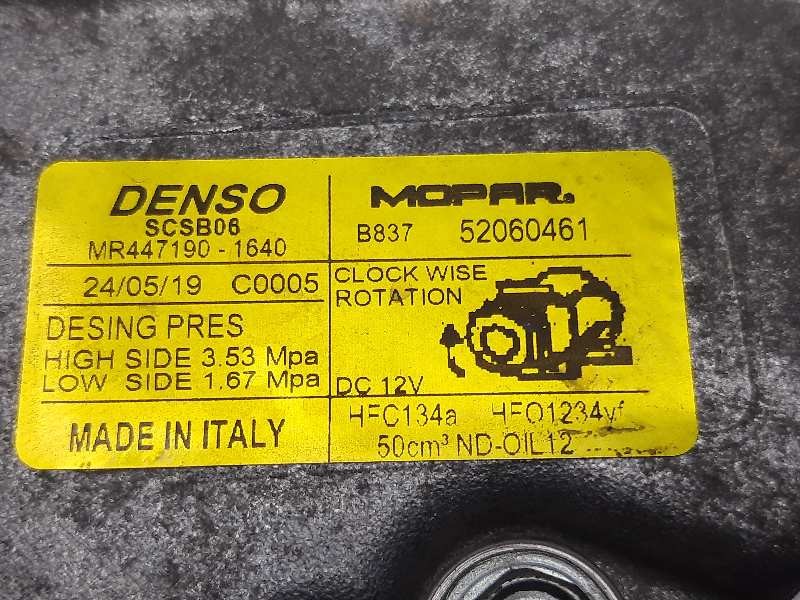 DENSO
SCSB06
MR447190-1640
MOPAR.
B837 52060461
24/05/19 C0005
DESING PRES
HIGH SIDE 3.53 Mpa
LOW SIDE 1.67 Mpa
CLOCK WISE
ROTATION
DC 12V
MADE IN ITALY
HFC134a HFO1234yf
50cm³ ND-OIL12